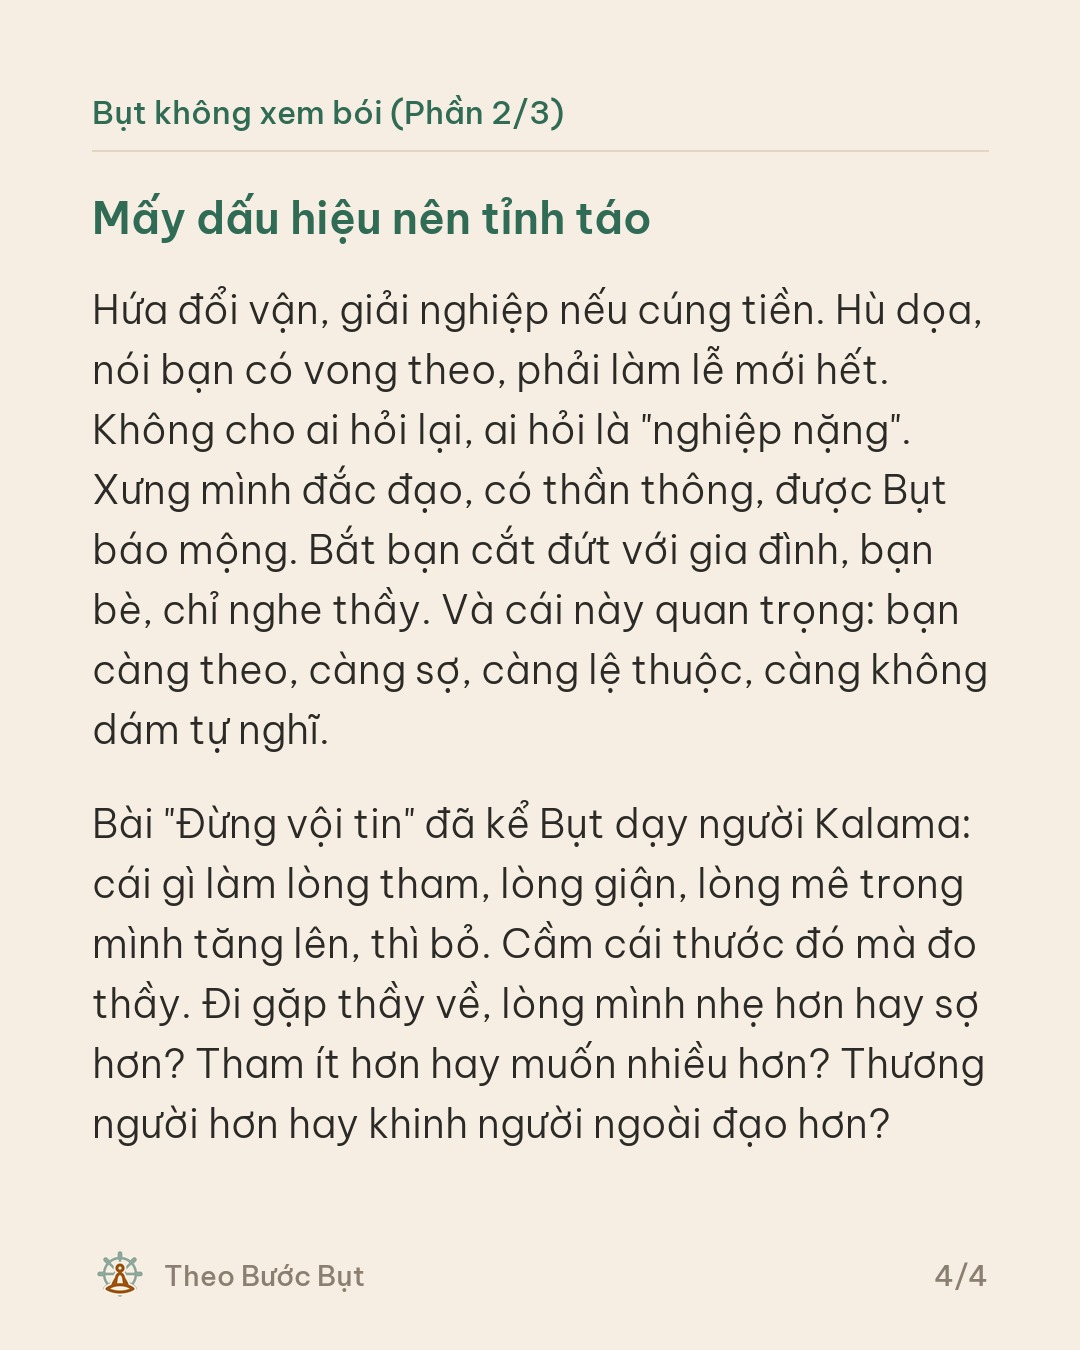 Bụt không xem bói (Phần 2/3)
Mấy dấu hiệu nên tỉnh táo
Hứa đổi vận, giải nghiệp nếu cúng tiền. Hù dọa,
nói bạn có vong theo, phải làm lễ mới hết.
Không cho ai hỏi lại, ai hỏi là "nghiệp nặng".
Xưng mình đắc đạo, có thần thông, được Bụt
báo mộng. Bắt bạn cắt đứt với gia đình, bạn
bè, chỉ nghe thầy. Và cái này quan trọng: bạn
càng theo, càng sợ, càng lệ thuộc, càng không
dám tự nghĩ.
Bài "Đừng vội tin" đã kể Bụt dạy người Kalama:
cái gì làm lòng tham, lòng giận, lòng mê trong
mình tăng lên, thì bỏ. Cầm cái thước đó mà đo
thầy. Đi gặp thầy về, lòng mình nhẹ hơn hay sợ
hơn? Tham ít hơn hay muốn nhiều hơn? Thương
người hơn hay khinh người ngoài đạo hơn?
Theo Bước Bụt
4/4